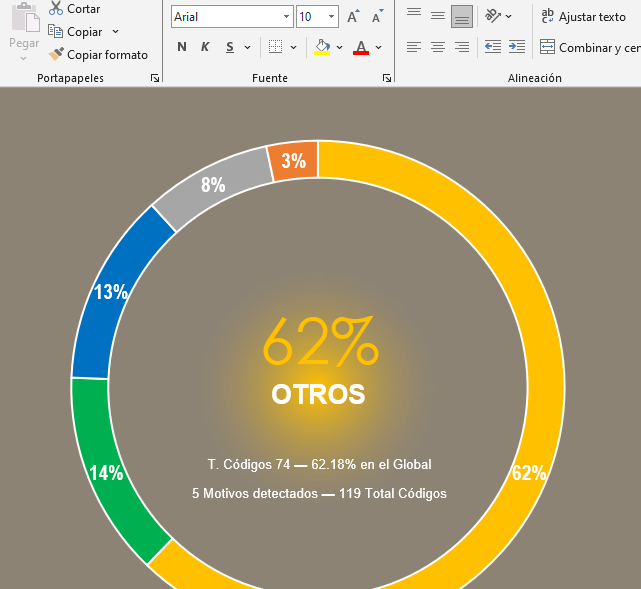 Cortar
Arial
10
A
A
ab
c
Ajustar texto
Copiar
Pegar
N
K
S
A
Combinar y cen
Copiar formato
Portapapeles
Fuente
Alineación
3%
8%
13%
62%
OTROS
T. Códigos 74 — 62.18% en el Global
14%
62%
5 Motivos detectados — 119 Total Códigos